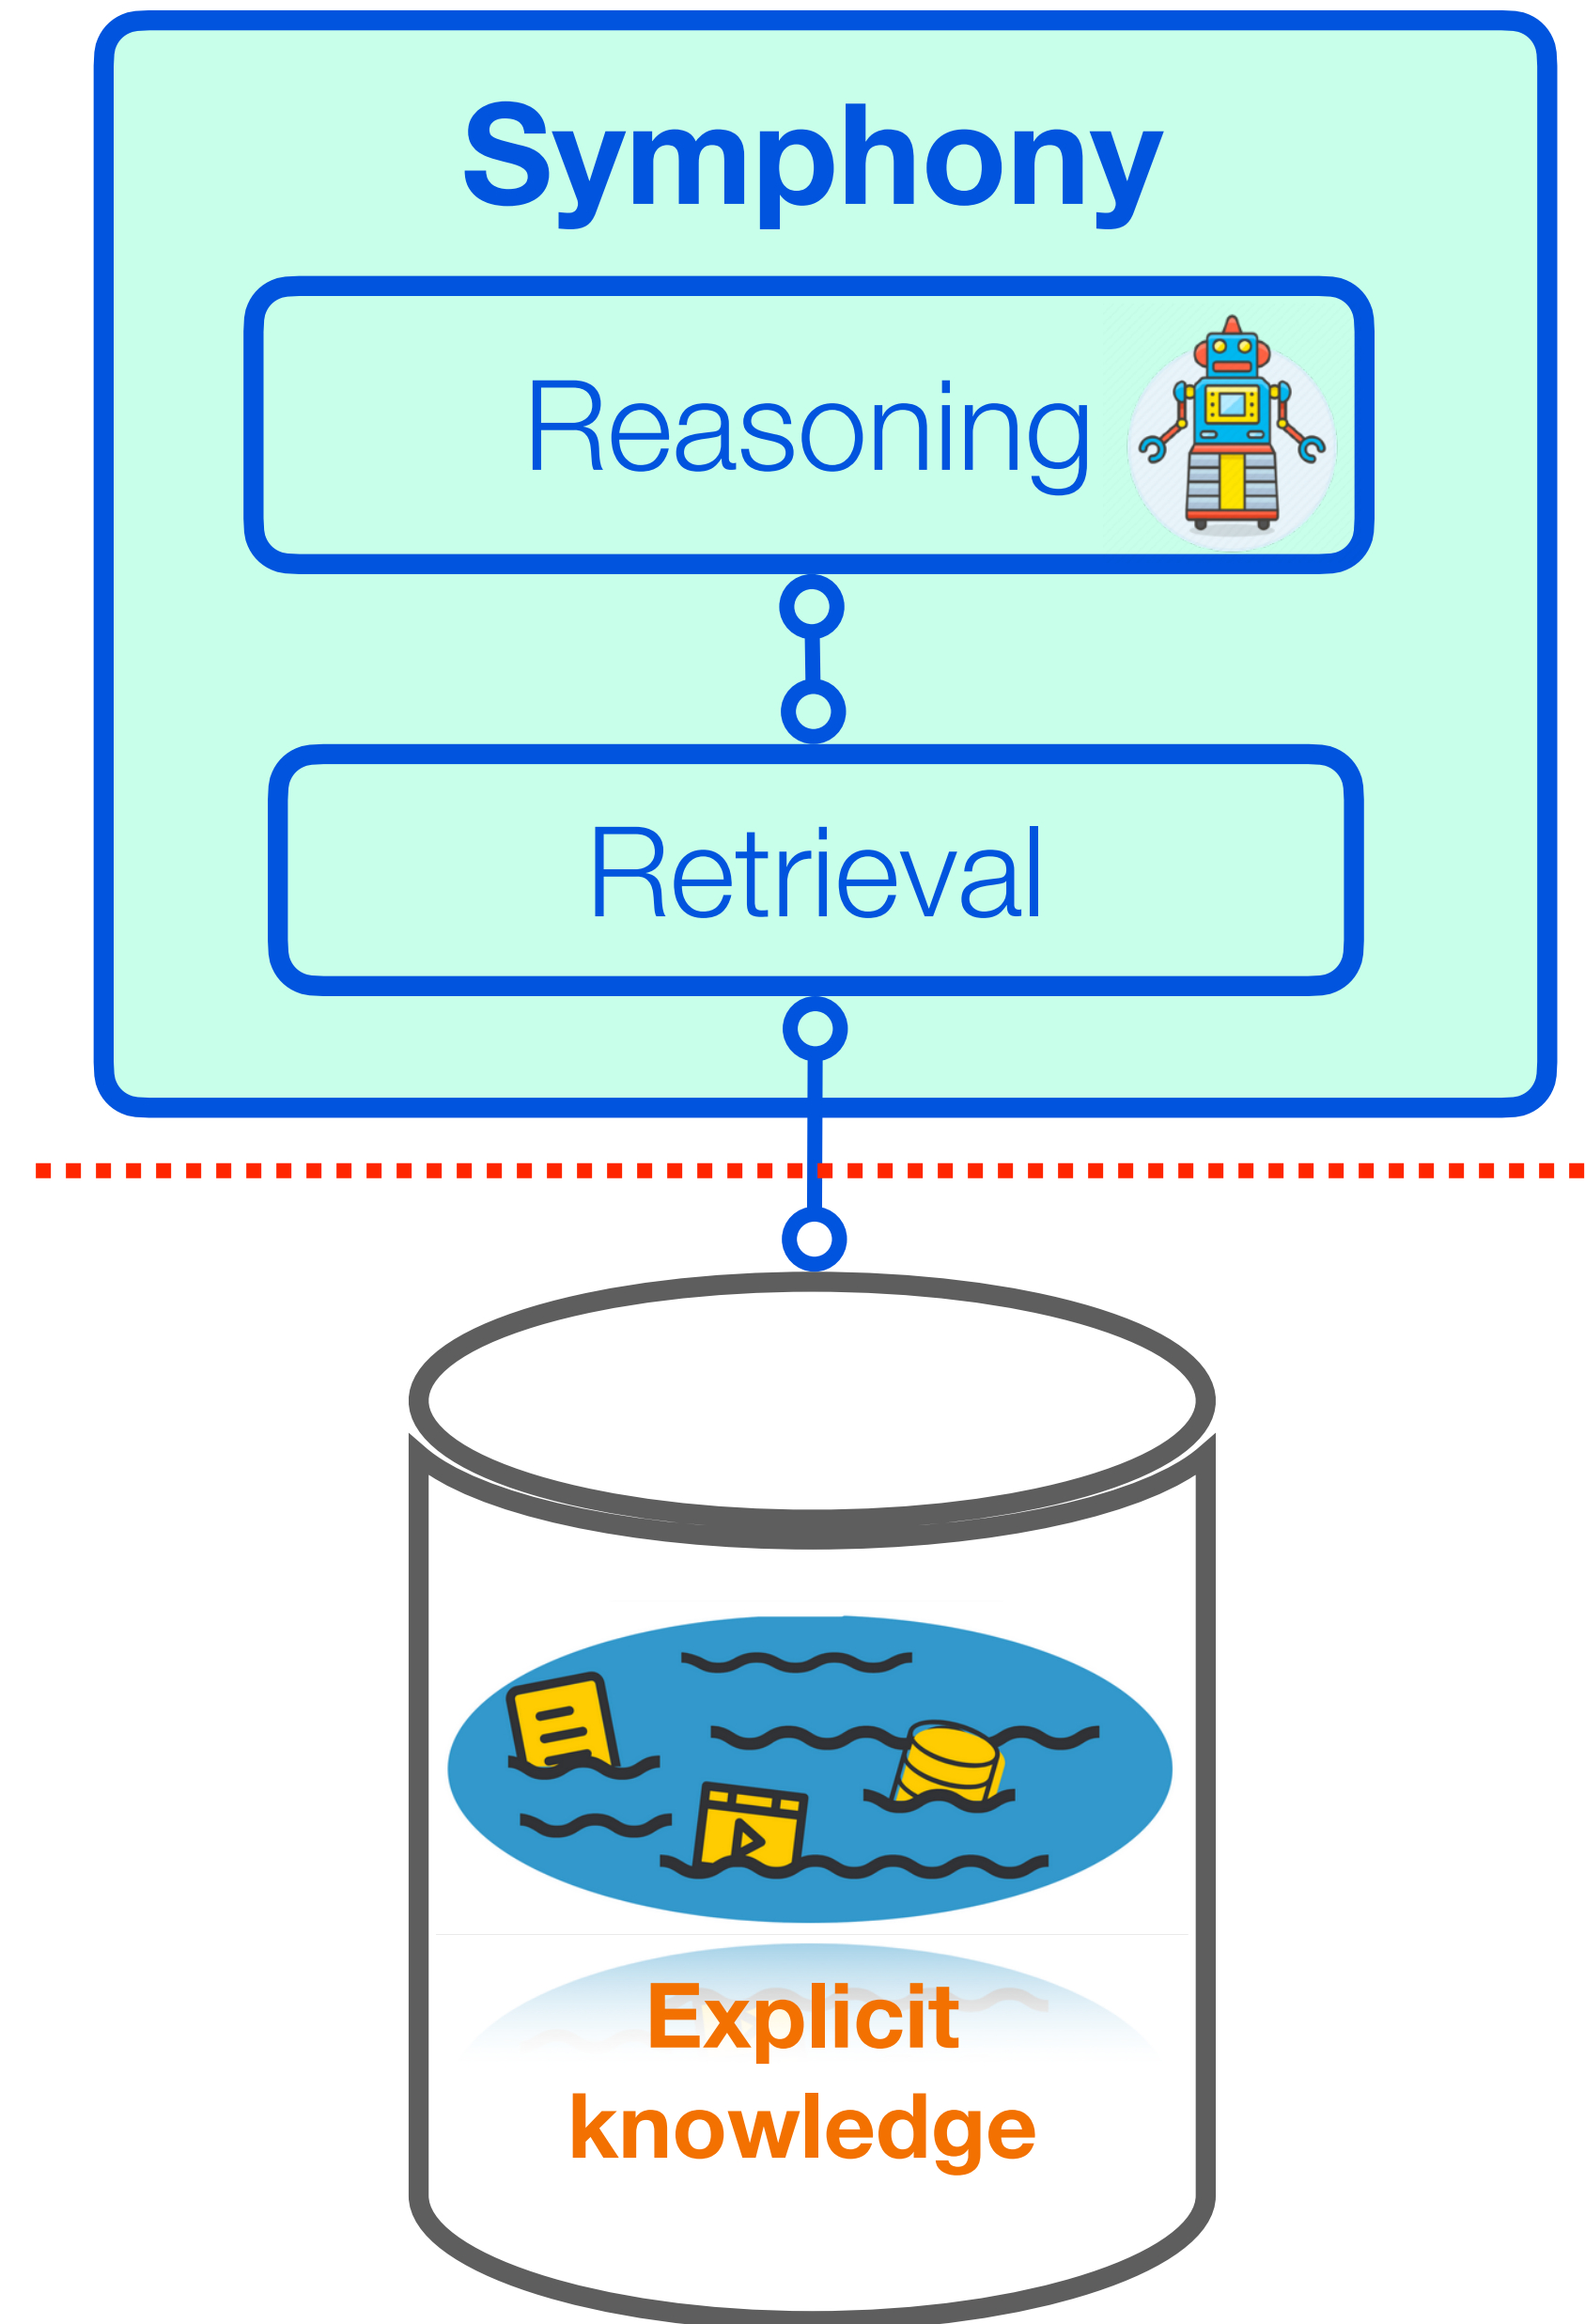 Symphony
Reasoning
Retrieval
Explicit
knowledge